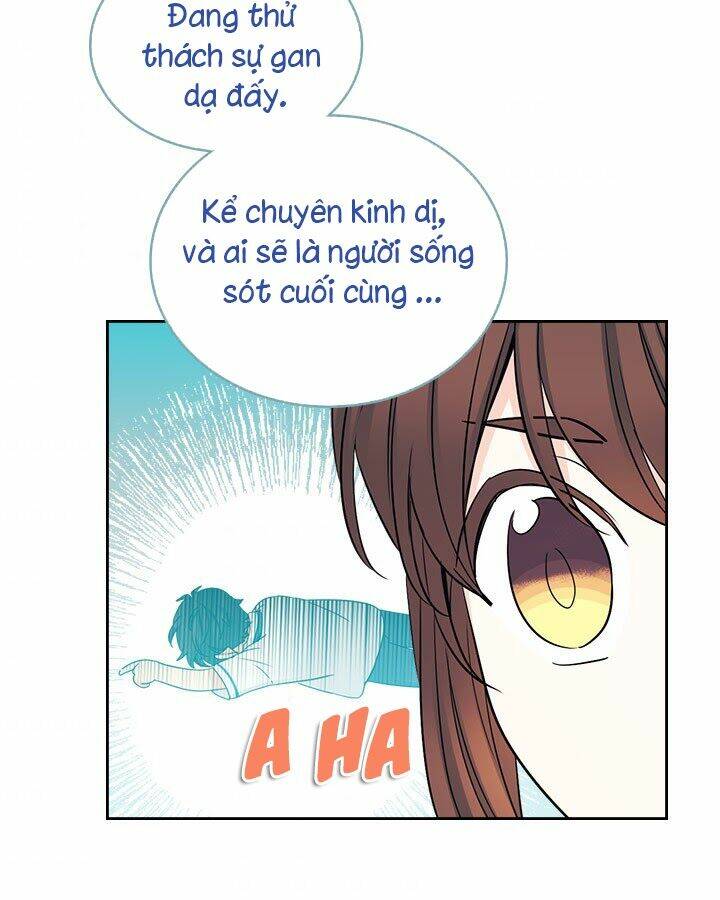 Đang thử
thách sự gan
dạ đấy.
Kể chuyên kinh dị,
và ai sẽ là người sống
sót cuối cùng ...
A HA